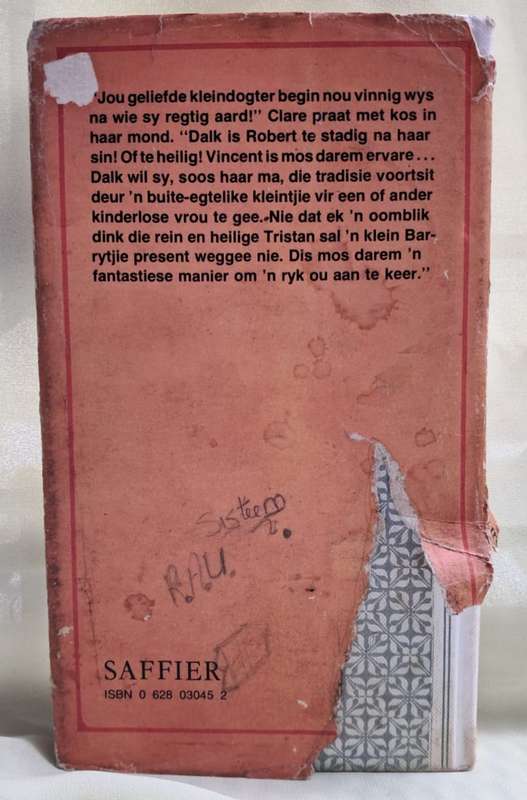 "Jou geliefde kleindogter begin nou vinnig wys
na wie sy regtig aard!" Clare praat met kos in
haar mond. "Dalk is Robert te stadig na haar
sin! Of te heilig! Vincent is mos darem ervare...
Dalk wil sy, soos haar ma, die tradisie voortsit
deur 'n buite-egtelike kleintjie vir een of ander
kinderlose vrou te gee. Nie dat ek 'n oomblik
dink die rein en heilige Tristan sal 'n klein Bar-
rytjie present weggee nie. Dis mos darem 'n
fantastiese manier om 'n ryk ou aan te keer."
Sisteem
R.A.U.
SAFFIER
ISBN 0 628 03045 2